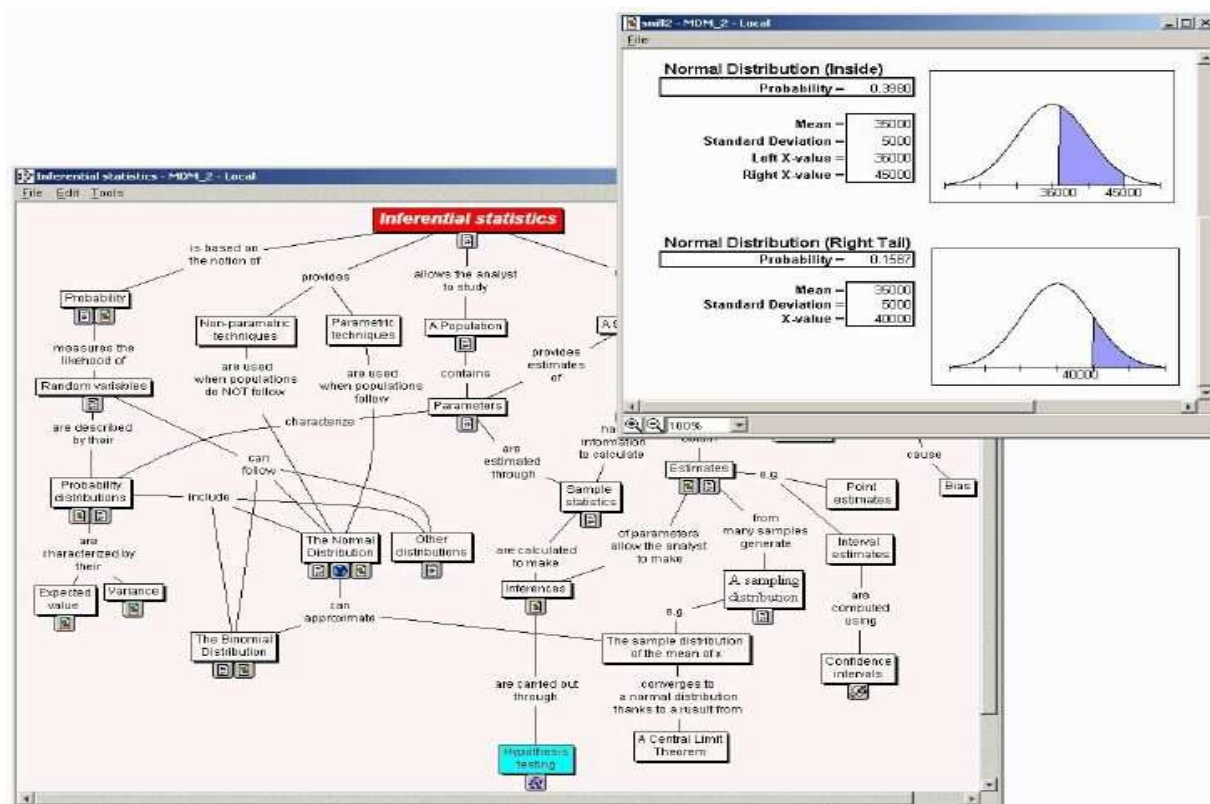 smill2 - MDM_2 - Local
File
Normal Distribution (Inside)
Probability = 0.3980
Mean = 35000
Standard Deviation = 5000
Left X-value = 36000
Right X-value = 45000
36000 45000
Normal Distribution (Right Tail)
Probability = 0.1587
Mean = 35000
Standard Deviation = 5000
X-value = 40000
40000
100%
Inferential statistics - MDM_2 - Local
File Edit Tools
Inferential statistics
is based on
the notion of
provides
allows the analyst
to study
Probability
Non-parametric
techniques
Parametric
techniques
A Population
measures the
likehood of
are used
when populations
do NOT follow
are used
when populations
follow
contains
provides
estimates
of
Random variables
Parameters
characterize
are described
by their
can
follow
are
estimated
through
information
to calculate
Probability
distributions
include
Sample
statistics
Estimates
e.g.
Point
estimates
cause
Bias
are
characterized by
their
The Normal
Distribution
Other
distributions
are calculated
to make
of parameters
allow the analyst
to make
from
many samples
generate
Interval
estimates
Expected
value
Variance
Inferences
A sampling
distribution
are
computed
using
can
approximate
e.g.
The Binomial
Distribution
The sample distribution
of the mean of x
Confidence
intervals
are carried out
through
converges to
a normal distribution
thanks to a rusult from
Hypothesis
testing
A Central Limit
Theorem